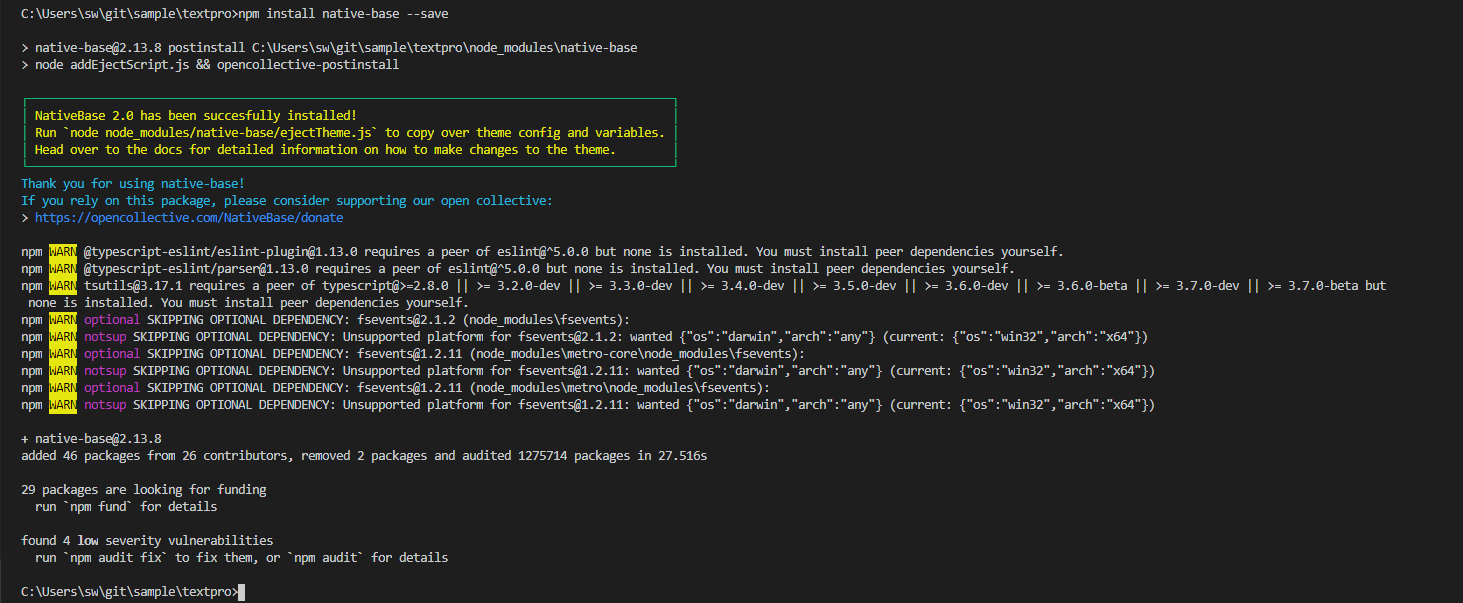 C:\Users\sw\git\sample\textpro>npm install native-base --save
> native-base@2.13.8 postinstall C:\Users\sw\git\sample\textpro\node_modules\native-base
> node addEjectScript.js && opencollective-postinstall
NativeBase 2.0 has been succesfully installed!
Run `node node_modules/native-base/ejectTheme.js` to copy over theme config and variables.
Head over to the docs for detailed information on how to make changes to the theme.
Thank you for using native-base!
If you rely on this package, please consider supporting our open collective:
> https://opencollective.com/NativeBase/donate
npm WARN @typescript-eslint/eslint-plugin@1.13.0 requires a peer of eslint@^5.0.0 but none is installed. You must install peer dependencies yourself.
npm WARN @typescript-eslint/parser@1.13.0 requires a peer of eslint@^5.0.0 but none is installed. You must install peer dependencies yourself.
npm WARN tsutils@3.17.1 requires a peer of typescript@>=2.8.0 || >= 3.2.0-dev || >= 3.3.0-dev || >= 3.4.0-dev || >= 3.5.0-dev || >= 3.6.0-dev || >= 3.6.0-beta || >= 3.7.0-dev || >= 3.7.0-beta but
none is installed. You must install peer dependencies yourself.
npm WARN optional SKIPPING OPTIONAL DEPENDENCY: fsevents@2.1.2 (node_modules\fsevents):
npm WARN notsup SKIPPING OPTIONAL DEPENDENCY: Unsupported platform for fsevents@2.1.2: wanted {"os":"darwin","arch":"any"} (current: {"os":"win32","arch":"x64"})
npm WARN optional SKIPPING OPTIONAL DEPENDENCY: fsevents@1.2.11 (node_modules\metro-core\node_modules\fsevents):
npm WARN notsup SKIPPING OPTIONAL DEPENDENCY: Unsupported platform for fsevents@1.2.11: wanted {"os":"darwin","arch":"any"} (current: {"os":"win32","arch":"x64"})
npm WARN optional SKIPPING OPTIONAL DEPENDENCY: fsevents@1.2.11 (node_modules\metro\node_modules\fsevents):
npm WARN notsup SKIPPING OPTIONAL DEPENDENCY: Unsupported platform for fsevents@1.2.11: wanted {"os":"darwin","arch":"any"} (current: {"os":"win32","arch":"x64"})
+ native-base@2.13.8
added 46 packages from 26 contributors, removed 2 packages and audited 1275714 packages in 27.516s
29 packages are looking for funding
run `npm fund` for details
found 4 low severity vulnerabilities
run `npm audit fix` to fix them, or `npm audit` for details
C:\Users\sw\git\sample\textpro>